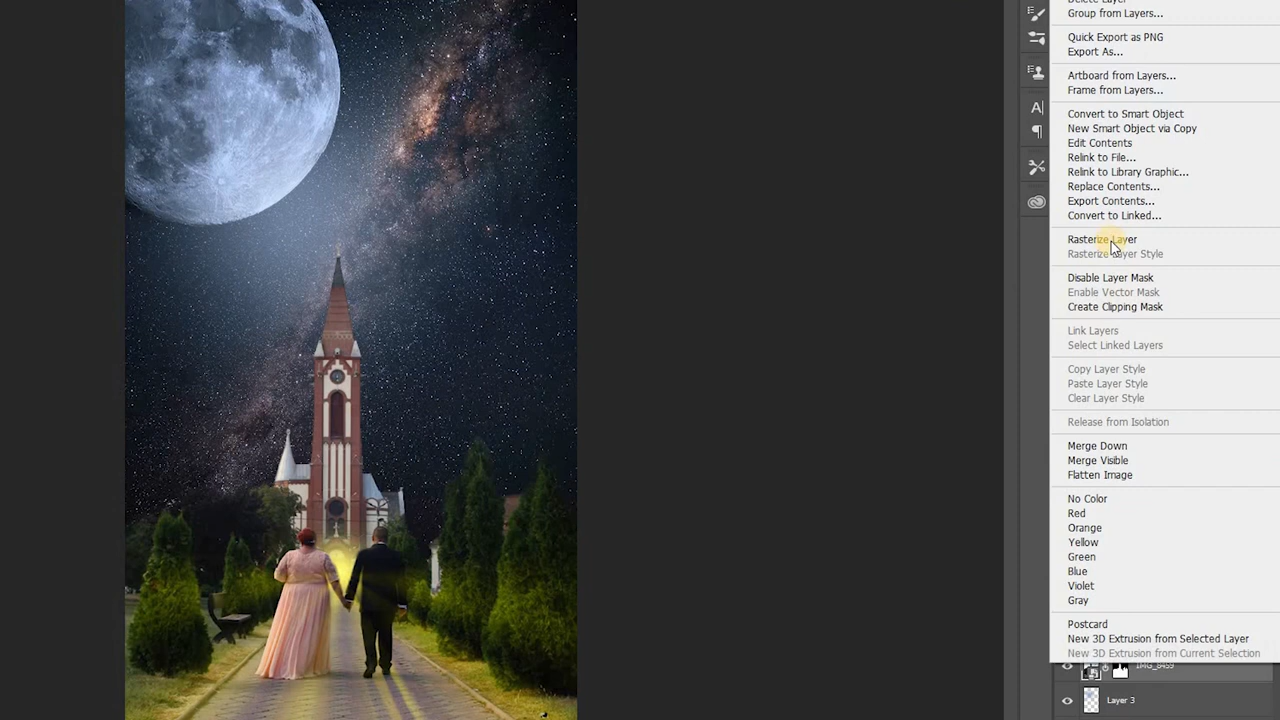 Delete Layer
Group from Layers...
Quick Export as PNG
Export As...
Artboard from Layers...
Frame from Layers...
Convert to Smart Object
New Smart Object via Copy
Edit Contents
Relink to File...
Relink to Library Graphic...
Replace Contents...
Export Contents...
Convert to Linked...
Rasterize Layer
Rasterize Layer Style
Disable Layer Mask
Enable Vector Mask
Create Clipping Mask
Link Layers
Select Linked Layers
Copy Layer Style
Paste Layer Style
Clear Layer Style
Release from Isolation
Merge Down
Merge Visible
Flatten Image
No Color
Red
Orange
Yellow
Green
Blue
Violet
Gray
Postcard
New 3D Extrusion from Selected Layer
New 3D Extrusion from Current Selection
IMG_8459
Layer 3